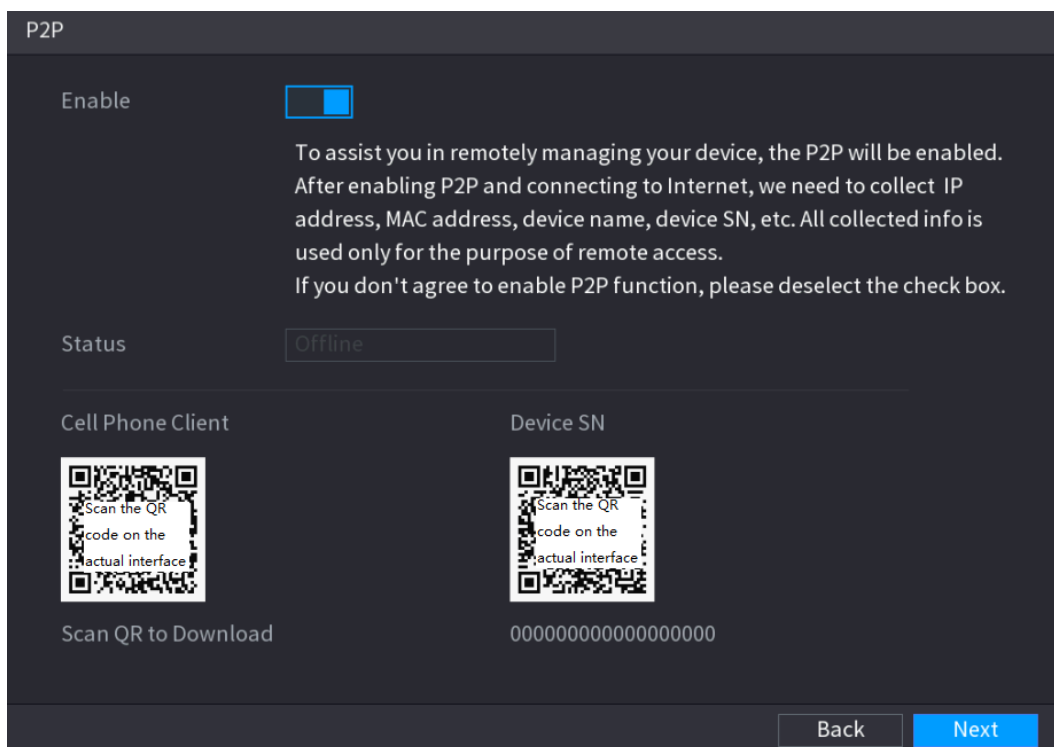 P2P
Enable
To assist you in remotely managing your device, the P2P will be enabled.
After enabling P2P and connecting to Internet, we need to collect IP
address, MAC address, device name, device SN, etc. All collected info is
used only for the purpose of remote access.
If you don't agree to enable P2P function, please deselect the check box.
Status
Offline
Cell Phone Client
Device SN
Scan the QR
code on the
actual interface
Scan the QR
code on the
actual interface
Scan QR to Download
000000000000000000
Back
Next